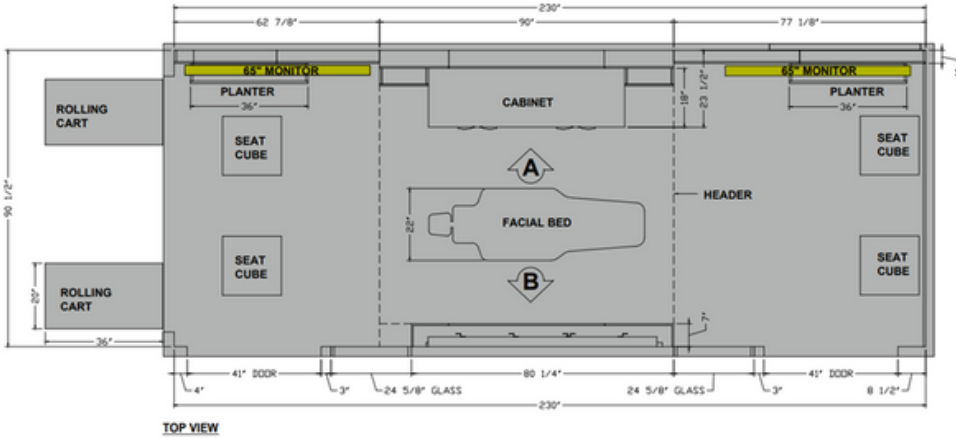 230"
62 7/8"
90"
77 1/8"
65" MONITOR
65" MONITOR
PLANTER
PLANTER
36"
36"
CABINET
18"
23 1/2"
ROLLING
CART
SEAT
CUBE
SEAT
CUBE
A
HEADER
90 1/2"
22"
FACIAL BED
SEAT
CUBE
SEAT
CUBE
B
ROLLING
CART
20"
7"
36"
4"
41" DOOR
3"
24 5/8" GLASS
80 1/4"
24 5/8" GLASS
3"
41" DOOR
8 1/2"
230"
TOP VIEW